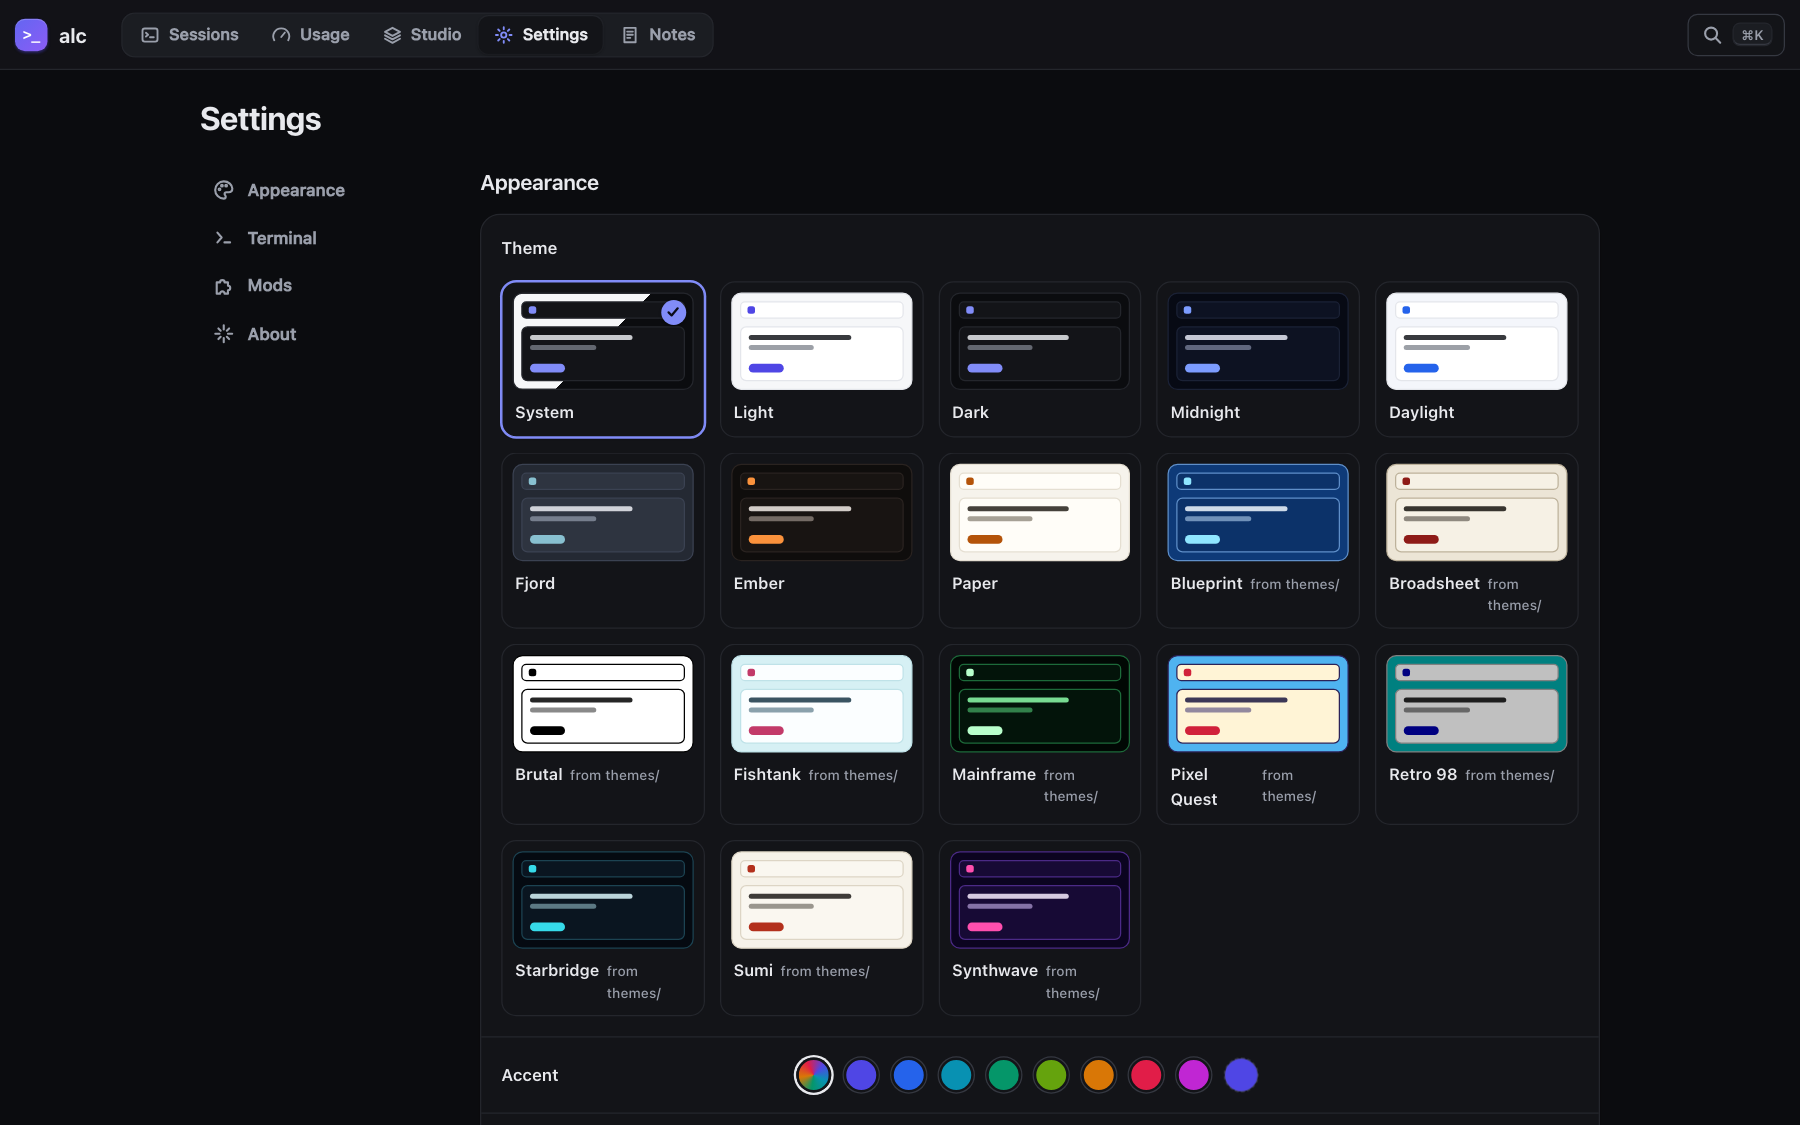 >_ alc Sessions Usage Studio Settings Notes ⌘K
Settings
Appearance
Terminal
Mods
About
Appearance
Theme
System Light Dark Midnight Daylight
Fjord Ember Paper Blueprint from themes/ Broadsheet from
themes/
Brutal from themes/ Fishtank from themes/ Mainframe from
themes/
Pixel
Quest
from
themes/
Retro 98 from themes/
Starbridge from
themes/
Sumi from themes/ Synthwave from
themes/
Accent